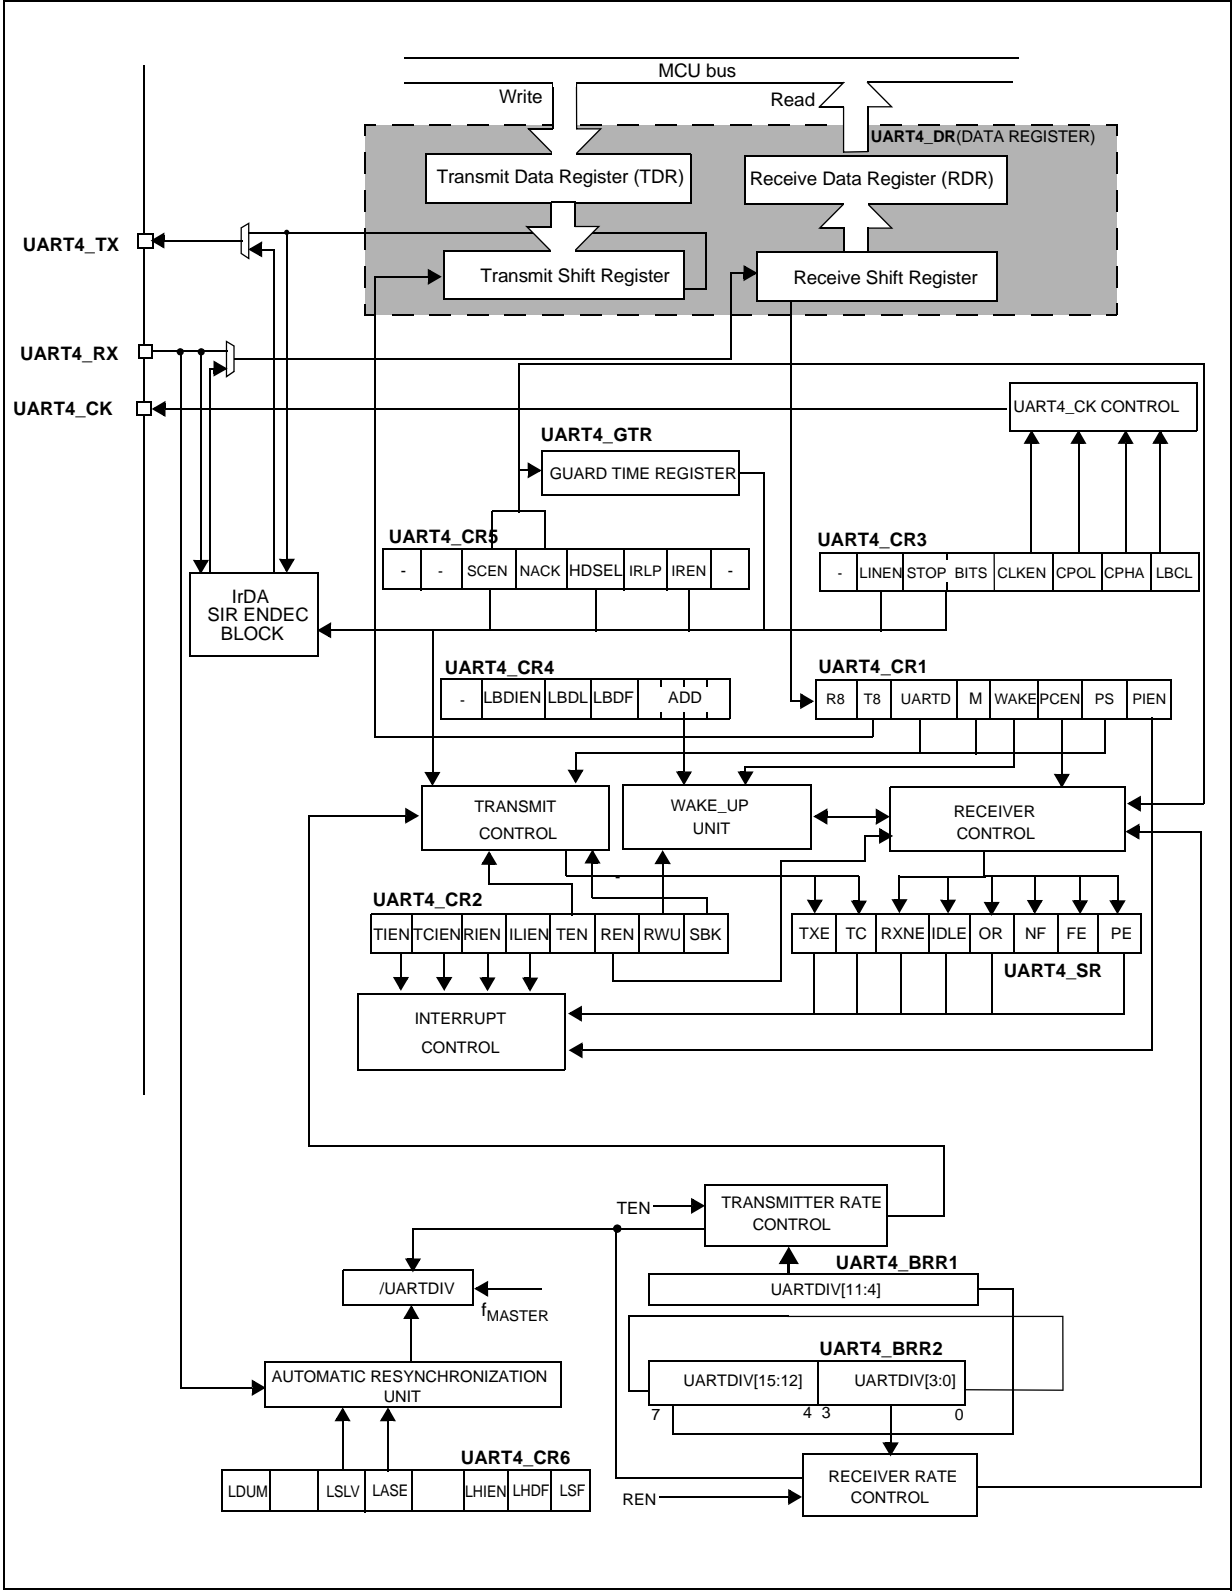 MCU bus
Write
Read
UART4_DR(DATA REGISTER)
Transmit Data Register (TDR)
Receive Data Register (RDR)
UART4_TX
Transmit Shift Register
Receive Shift Register
UART4_RX
UART4_CK
UART4_CK CONTROL
UART4_GTR
GUARD TIME REGISTER
UART4_CR5
- - SCEN NACK HDSEL IRLP IREN -
UART4_CR3
- LINEN STOP BITS CLKEN CPOL CPHA LBCL
IrDA
SIR ENDEC
BLOCK
UART4_CR4
- LBDIEN LBDL LBDF ADD
UART4_CR1
R8 T8 UARTD M WAKE PCEN PS PIEN
TRANSMIT
CONTROL
WAKE_UP
UNIT
RECEIVER
CONTROL
-
UART4_CR2
TIEN TCIEN RIEN ILIEN TEN REN RWU SBK
TXE TC RXNE IDLE OR NF FE PE
UART4_SR
INTERRUPT
CONTROL
TEN
TRANSMITTER RATE
CONTROL
UART4_BRR1
UARTDIV[11:4]
/UARTDIV
fMASTER
UART4_BRR2
UARTDIV[15:12] UARTDIV[3:0]
7 4 3 0
AUTOMATIC RESYNCHRONIZATION
UNIT
UART4_CR6
LDUM LSLV LASE LHIEN LHDF LSF
RECEIVER RATE
CONTROL
REN